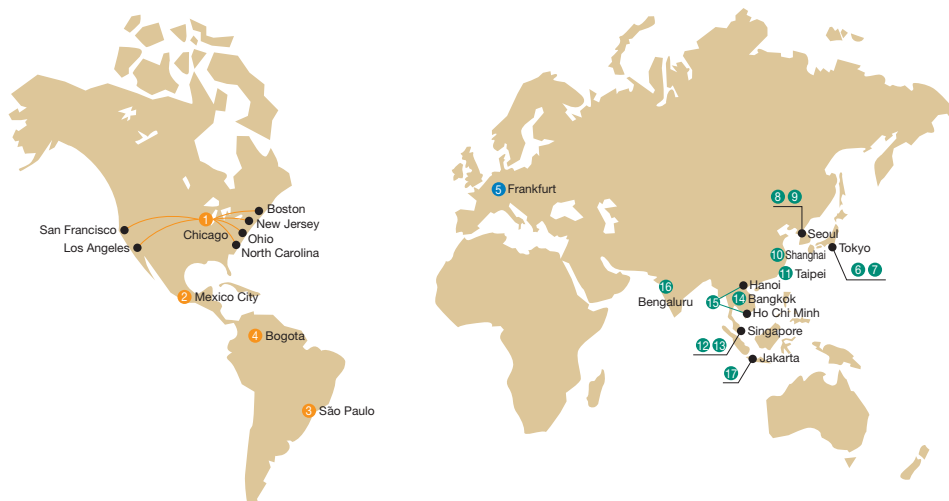 Boston
1
New Jersey
San Francisco
Chicago
Ohio
Los Angeles
North Carolina
2 Mexico City
4 Bogota
3 São Paulo
5 Frankfurt
8 9
Seoul
Tokyo
10 Shanghai
6 7
11 Taipei
16
Bengaluru
Hanoi
15
14 Bangkok
Ho Chi Minh
Singapore
12 13
Jakarta
17